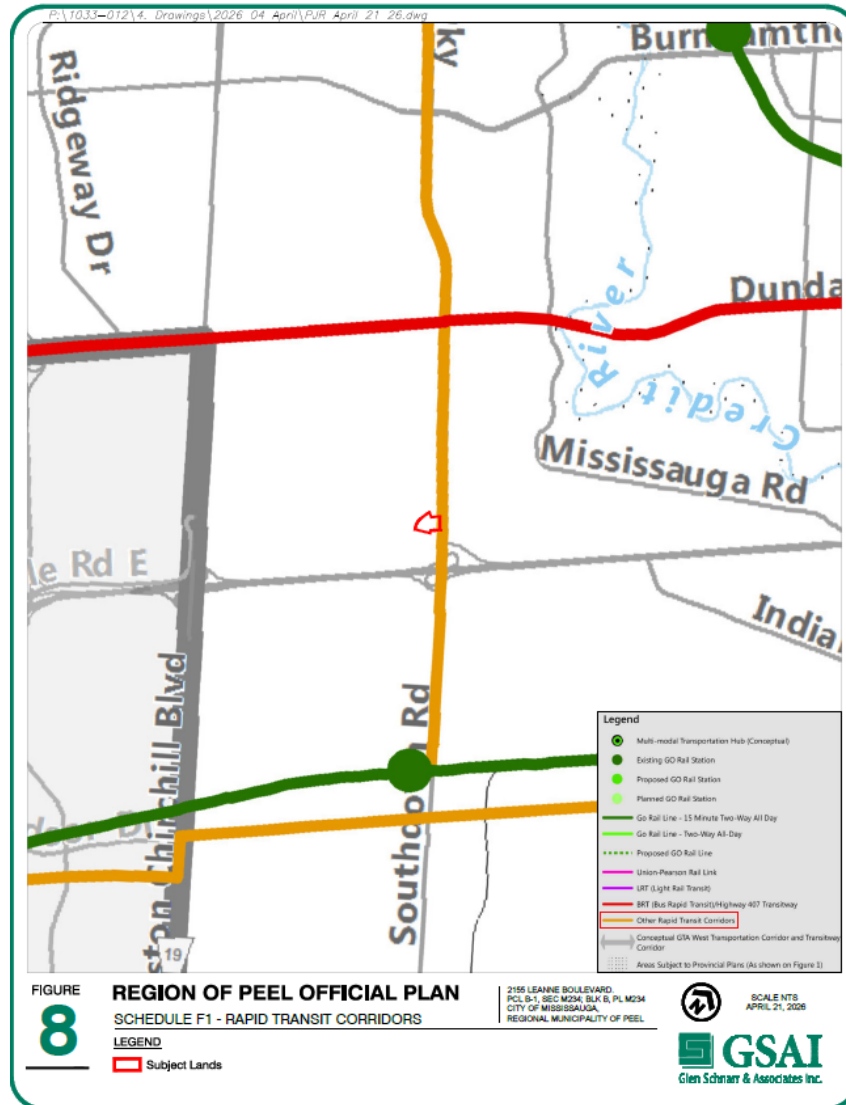 P:\1033-012\4. Drawings\2026 04 April\PJR April 21 26.dwg
Burnhamtho
ky
Ridgeway Dr
Dunda
River
Credit
Mississauga Rd
le Rd E
India
ston Churchill Blvd
Southdown Rd
19
Legend
Multi-modal Transportation Hub (Conceptual)
Existing GO Rail Station
Proposed GO Rail Station
Planned GO Rail Station
Go Rail Line - 15 Minute Two-Way All Day
Go Rail Line - Two-Way All-Day
Proposed GO Rail Line
Union-Pearson Rail Link
LRT (Light Rail Transit)
BRT (Bus Rapid Transit)/Highway 407 Transitway
Other Rapid Transit Corridors
Conceptual GTA West Transportation Corridor and Transitway
Corridor
Areas Subject to Provincial Plans (As shown on Figure 1)
FIGURE
8
REGION OF PEEL OFFICIAL PLAN
SCHEDULE F1 - RAPID TRANSIT CORRIDORS
LEGEND
Subject Lands
2155 LEANNE BOULEVARD.
PCL B-1, SEC M234; BLK B, PL M234
CITY OF MISSISSAUGA,
REGIONAL MUNICIPALITY OF PEEL
SCALE NTS
APRIL 21, 2026
GSAI
Glen Schnarr & Associates Inc.